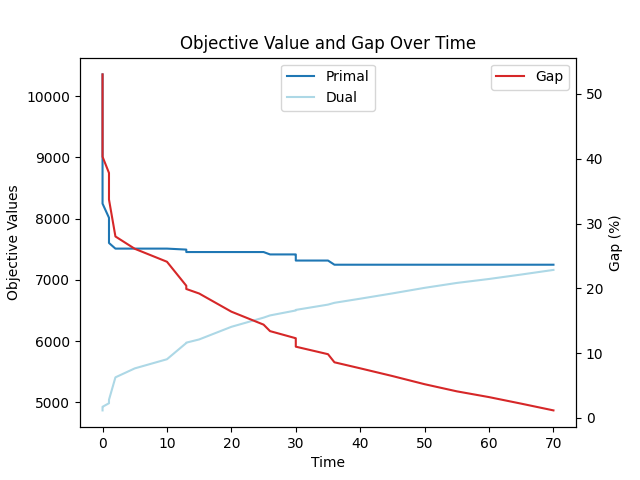 Objective Value and Gap Over Time
Primal
Dual
Gap
10000
9000
8000
7000
6000
5000
Objective Values
50
40
30
20
10
0
Gap (%)
0 10 20 30 40 50 60 70
Time